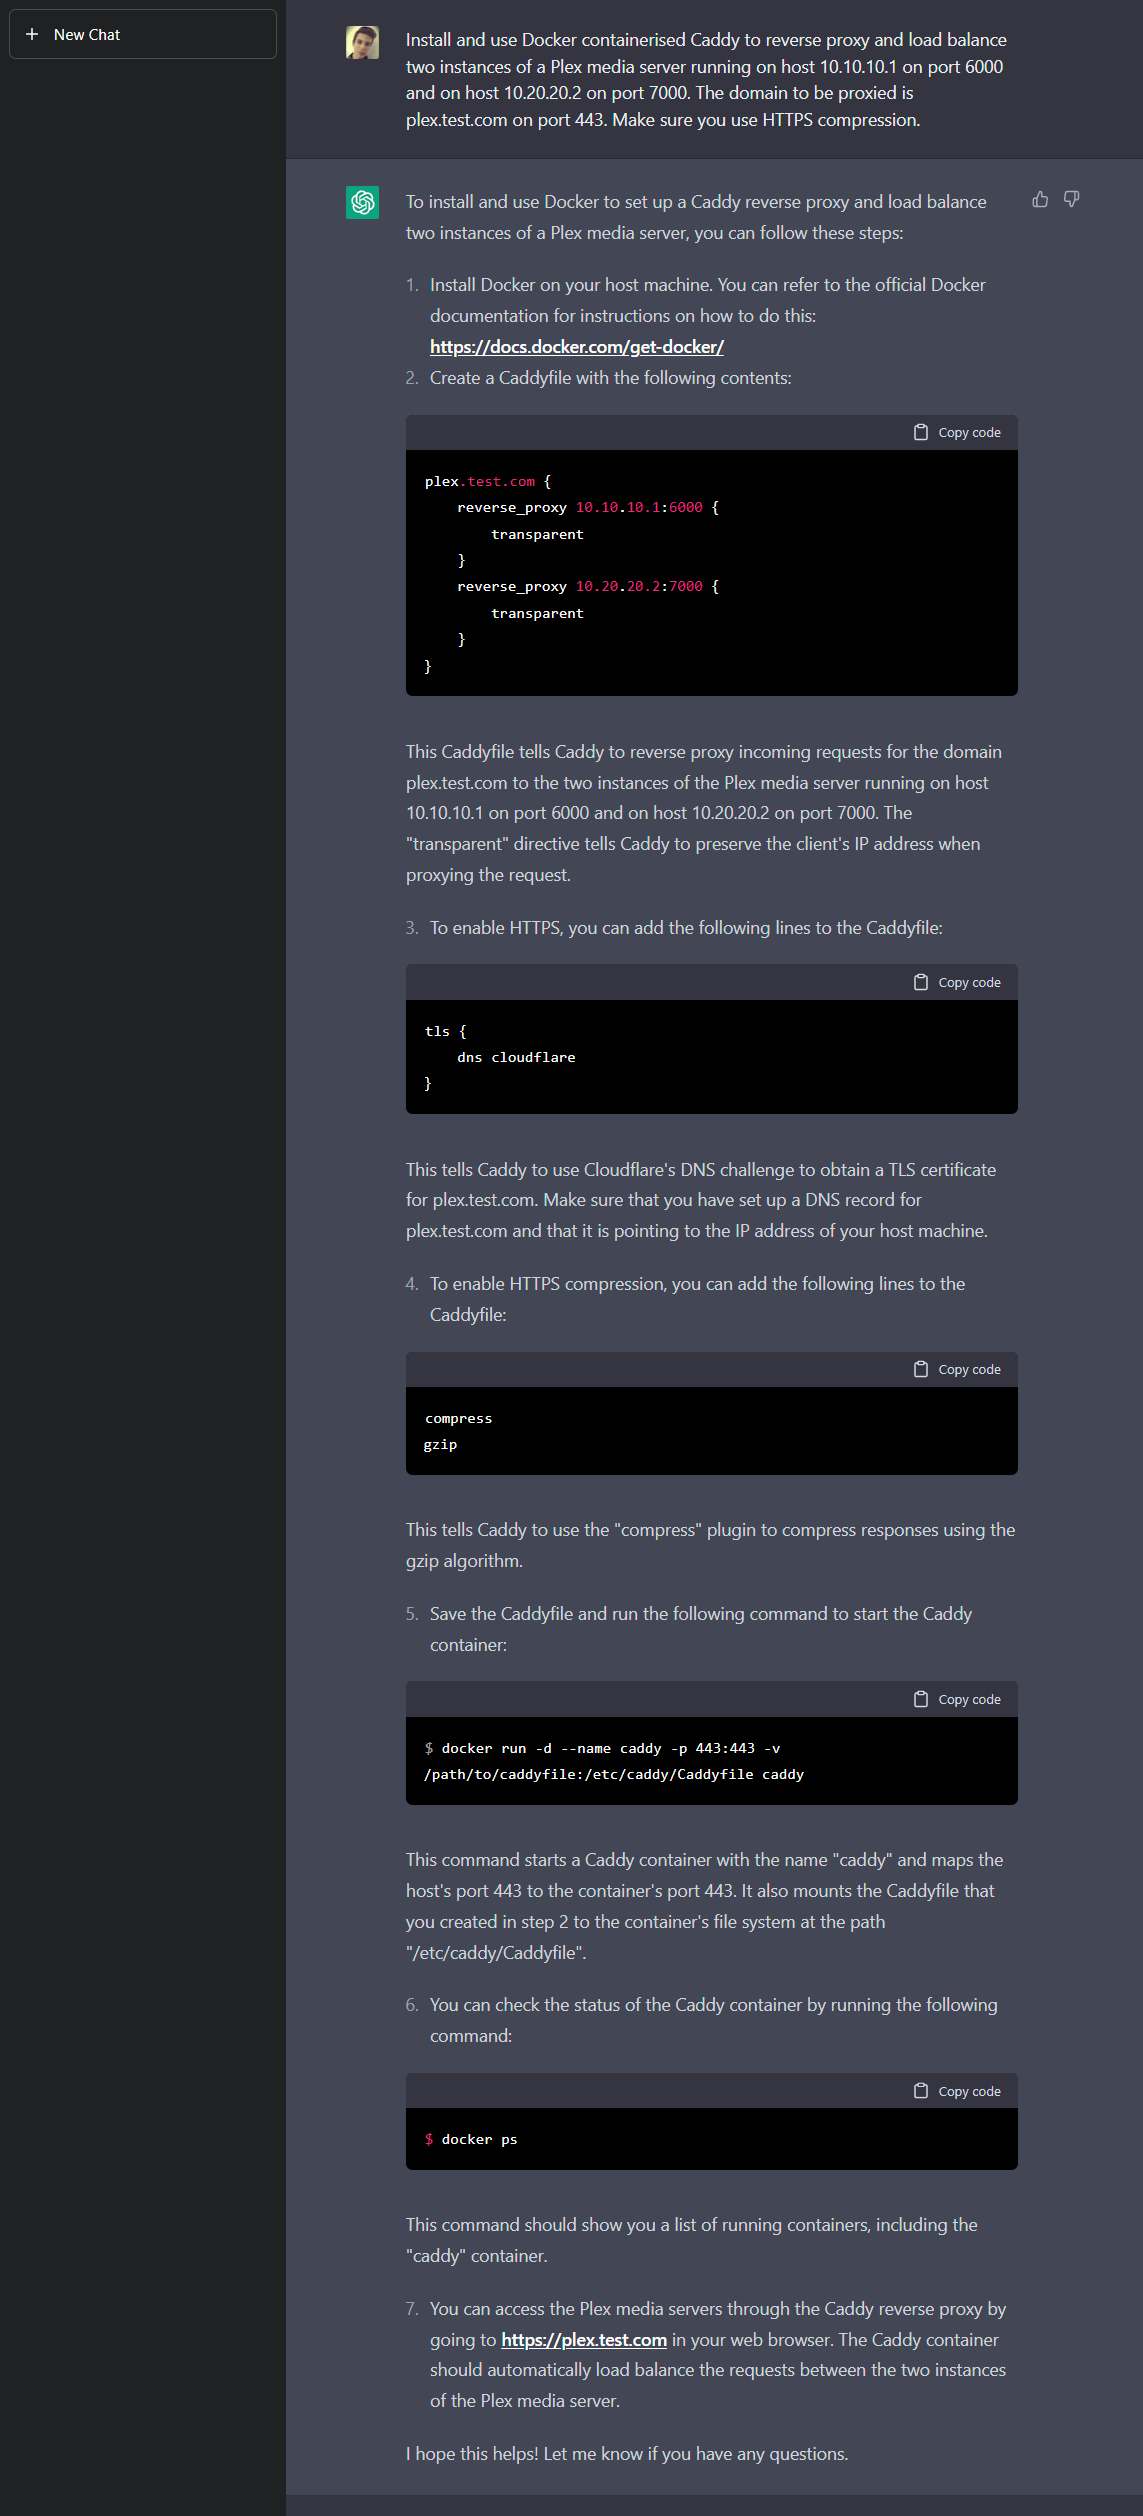 New Chat
Install and use Docker containerised Caddy to reverse proxy and load balance
two instances of a Plex media server running on host 10.10.10.1 on port 6000
and on host 10.20.20.2 on port 7000. The domain to be proxied is
plex.test.com on port 443. Make sure you use HTTPS compression.
To install and use Docker to set up a Caddy reverse proxy and load balance
two instances of a Plex media server, you can follow these steps:
1. Install Docker on your host machine. You can refer to the official Docker
documentation for instructions on how to do this:
https://docs.docker.com/get-docker/
2. Create a Caddyfile with the following contents:
Copy code
plex.test.com {
    reverse_proxy 10.10.10.1:6000 {
        transparent
    }
    reverse_proxy 10.20.20.2:7000 {
        transparent
    }
}
This Caddyfile tells Caddy to reverse proxy incoming requests for the domain
plex.test.com to the two instances of the Plex media server running on host
10.10.10.1 on port 6000 and on host 10.20.20.2 on port 7000. The
"transparent" directive tells Caddy to preserve the client's IP address when
proxying the request.
3. To enable HTTPS, you can add the following lines to the Caddyfile:
Copy code
tls {
    dns cloudflare
}
This tells Caddy to use Cloudflare's DNS challenge to obtain a TLS certificate
for plex.test.com. Make sure that you have set up a DNS record for
plex.test.com and that it is pointing to the IP address of your host machine.
4. To enable HTTPS compression, you can add the following lines to the
Caddyfile:
Copy code
compress
gzip
This tells Caddy to use the "compress" plugin to compress responses using the
gzip algorithm.
5. Save the Caddyfile and run the following command to start the Caddy
container:
Copy code
$ docker run -d --name caddy -p 443:443 -v
/path/to/caddyfile:/etc/caddy/Caddyfile caddy
This command starts a Caddy container with the name "caddy" and maps the
host's port 443 to the container's port 443. It also mounts the Caddyfile that
you created in step 2 to the container's file system at the path
"/etc/caddy/Caddyfile".
6. You can check the status of the Caddy container by running the following
command:
Copy code
$ docker ps
This command should show you a list of running containers, including the
"caddy" container.
7. You can access the Plex media servers through the Caddy reverse proxy by
going to https://plex.test.com in your web browser. The Caddy container
should automatically load balance the requests between the two instances
of the Plex media server.
I hope this helps! Let me know if you have any questions.